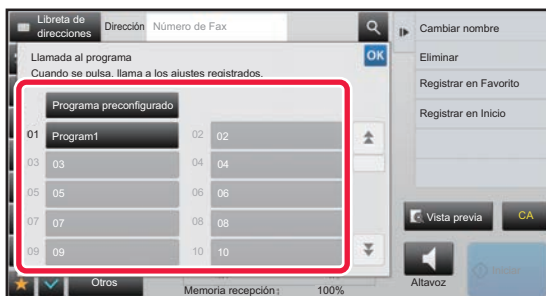 Libreta de direcciones
Dirección
Número de Fax
Llamada al programa
OK
Cuando se pulsa, llama a los ajustes registrados.
Programa preconfigurado
01 Program1
02 02
03 03
04 04
05 05
06 06
07 07
08 08
09 09
10 10
Cambiar nombre
Eliminar
Registrar en Favorito
Registrar en Inicio
Vista previa
CA
Otros
Memoria recepción: 100%
Altavoz